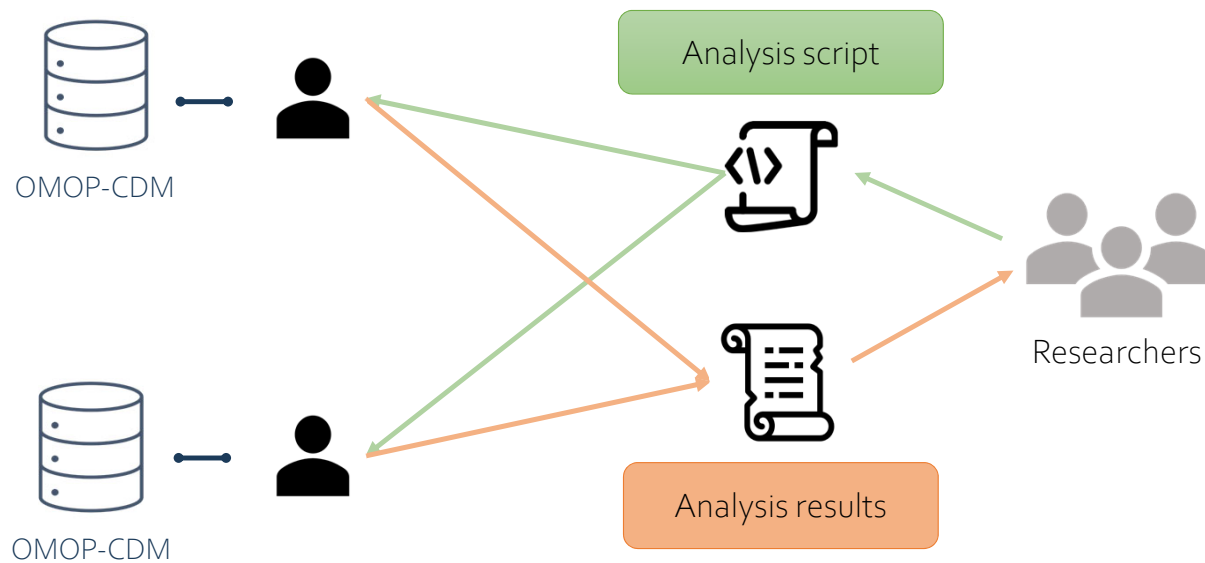 Analysis script
OMOP-CDM
Researchers
Analysis results
OMOP-CDM